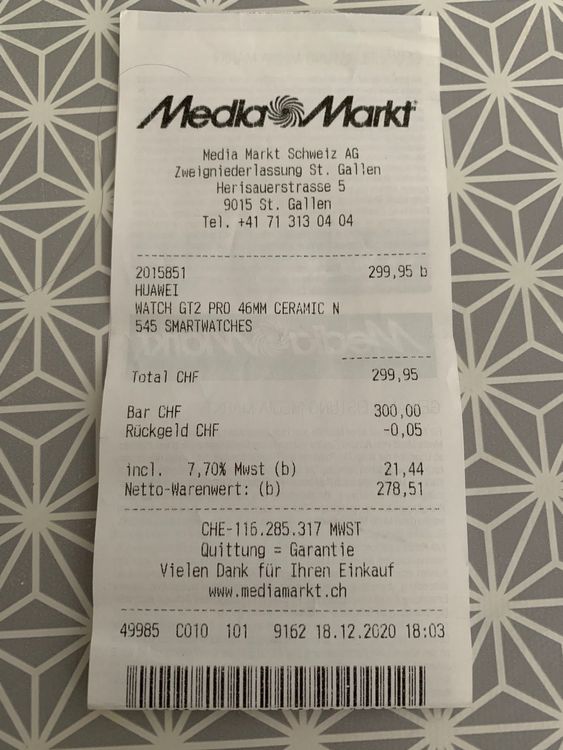 Media Markt
Media Markt Schweiz AG
Zweigniederlassung St. Gallen
Herisauerstrasse 5
9015 St. Gallen
Tel. +41 71 313 04 04
2015851 299,95 b
HUAWEI
WATCH GT2 PRO 46MM CERAMIC N
545 SMARTWATCHES
Total CHF 299,95
Bar CHF 300,00
Rückgeld CHF -0,05
incl. 7,70% Mwst (b) 21,44
Netto-Warenwert: (b) 278,51
CHE-116.285.317 MWST
Quittung = Garantie
Vielen Dank für Ihren Einkauf
www.mediamarkt.ch
49985 C010 101 9162 18.12.2020 18:03